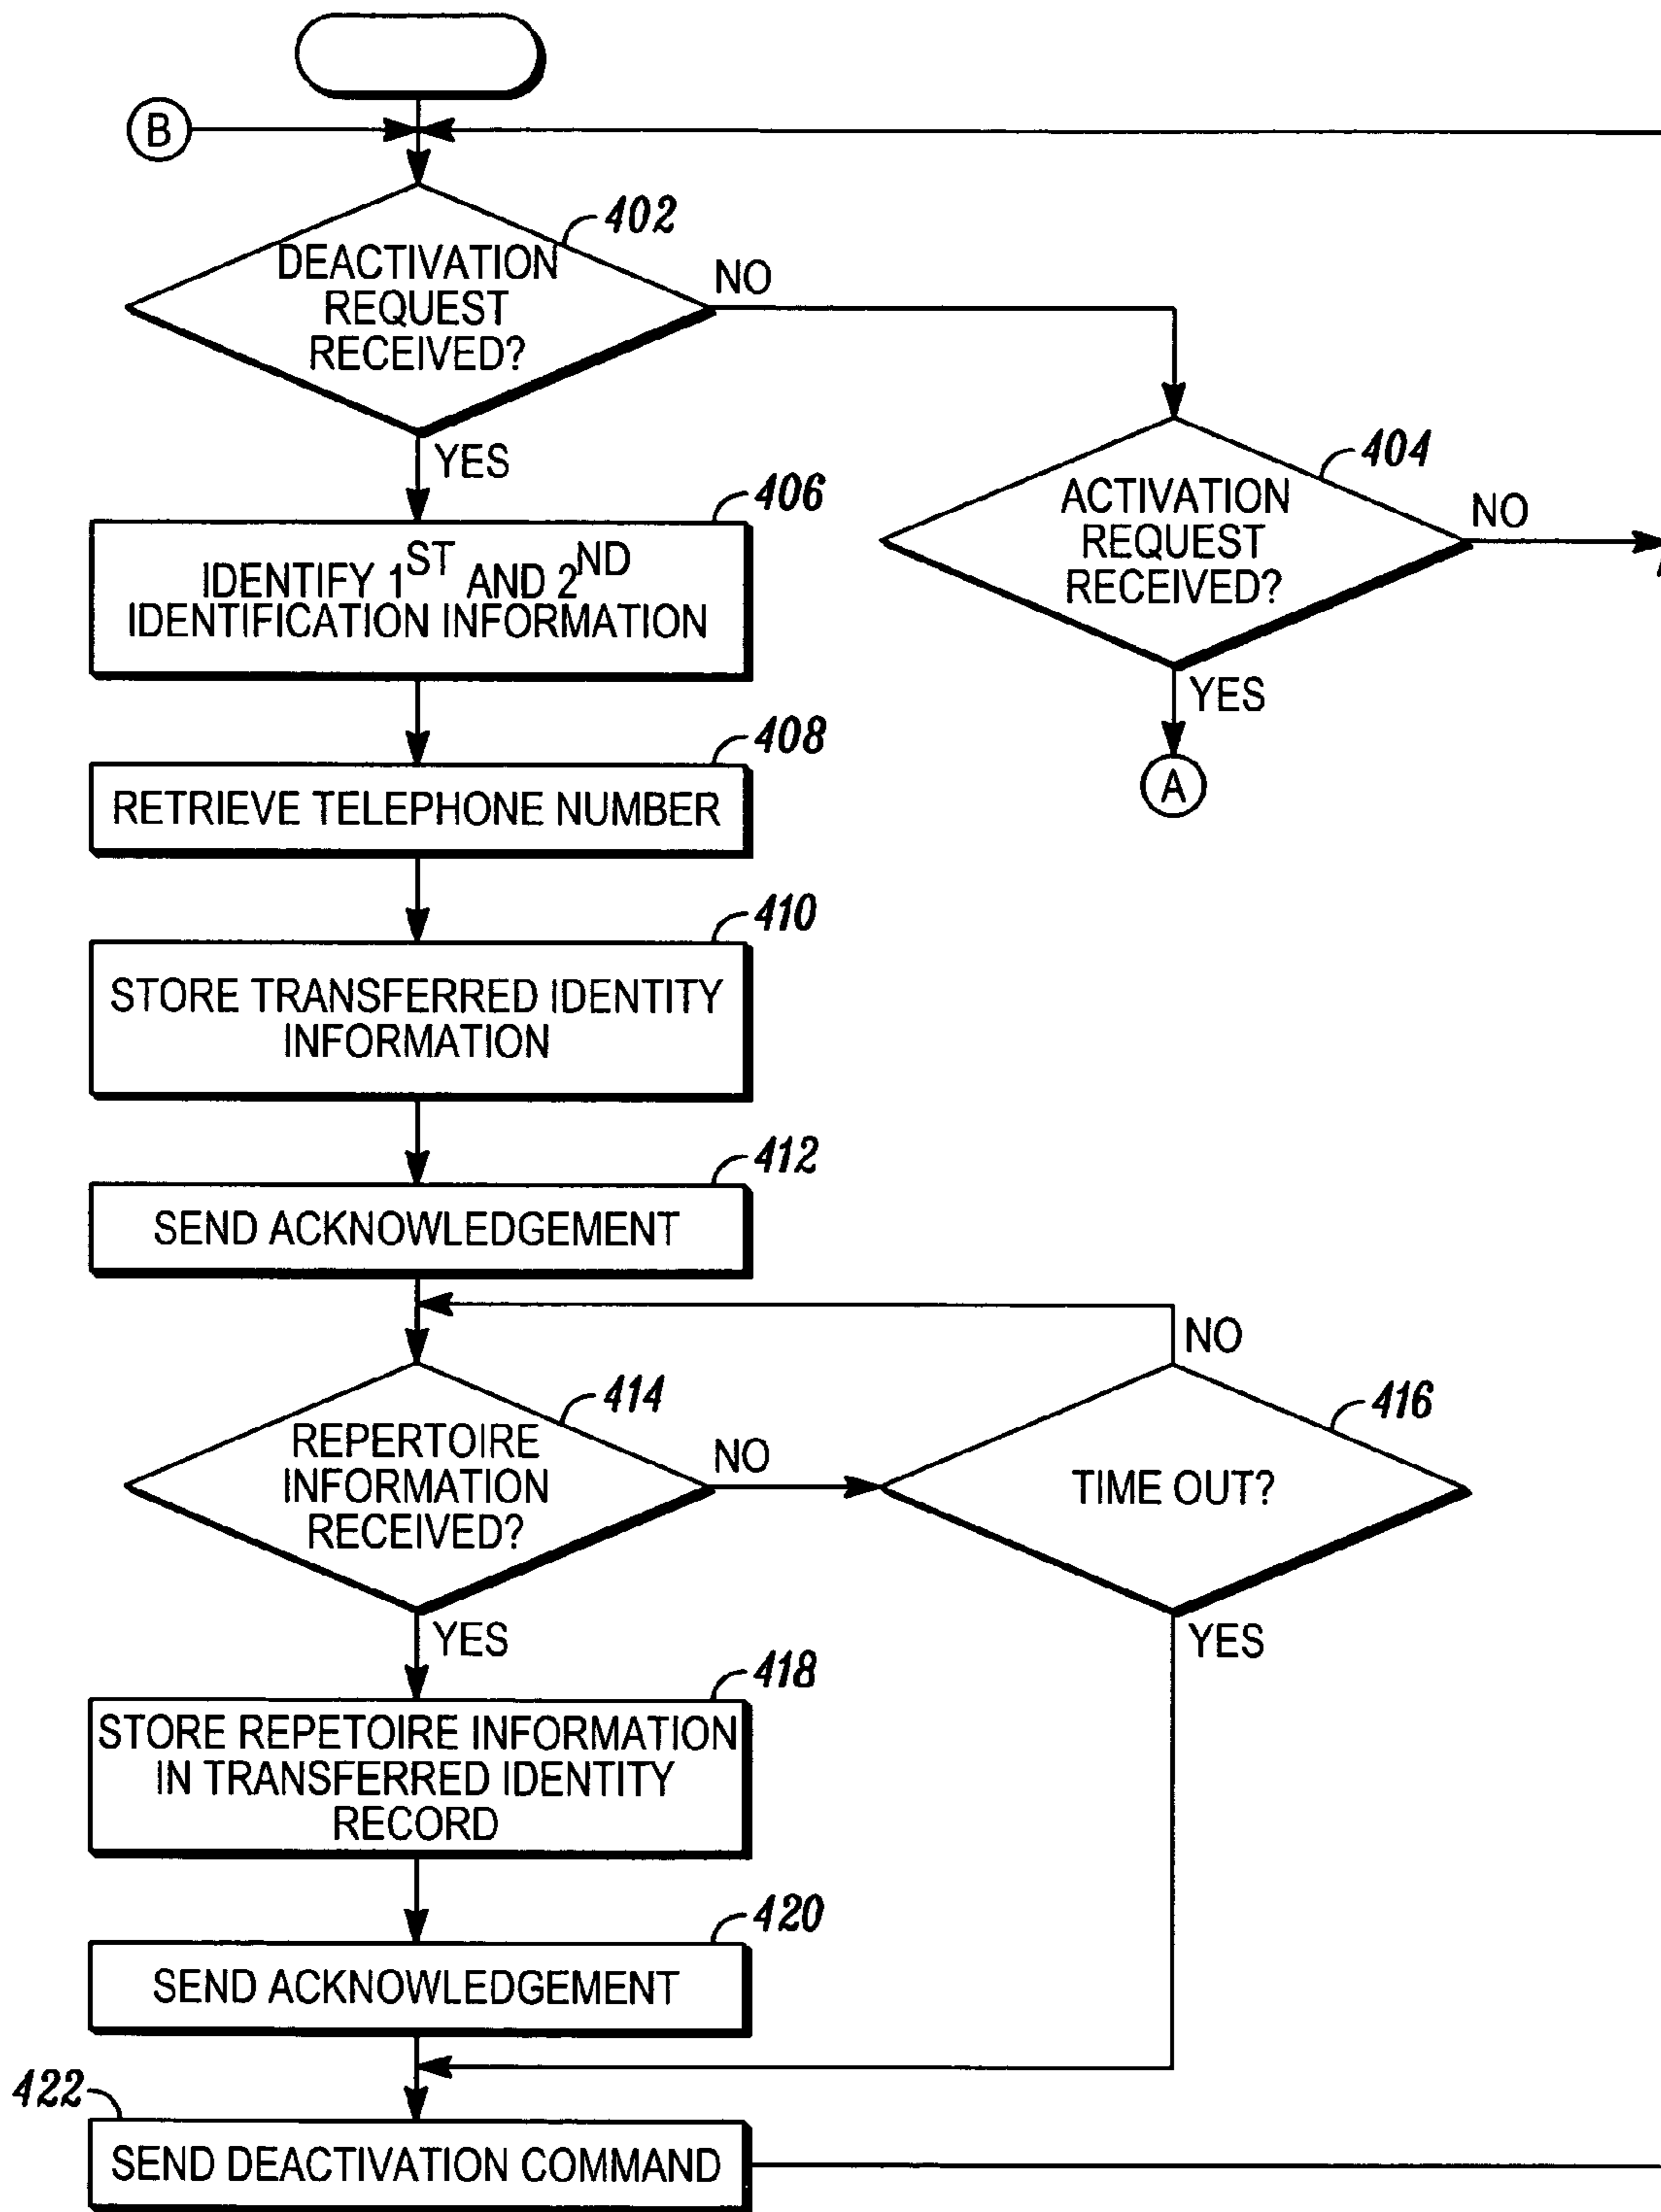 B
402
DEACTIVATION
REQUEST
RECEIVED?
NO
YES
404
ACTIVATION
REQUEST
RECEIVED?
NO
YES
A
406
IDENTIFY 1ST AND 2ND
IDENTIFICATION INFORMATION
408
RETRIEVE TELEPHONE NUMBER
410
STORE TRANSFERRED IDENTITY
INFORMATION
412
SEND ACKNOWLEDGEMENT
414
REPERTOIRE
INFORMATION
RECEIVED?
NO
YES
416
TIME OUT?
NO
YES
418
STORE REPETOIRE INFORMATION
IN TRANSFERRED IDENTITY
RECORD
420
SEND ACKNOWLEDGEMENT
422
SEND DEACTIVATION COMMAND